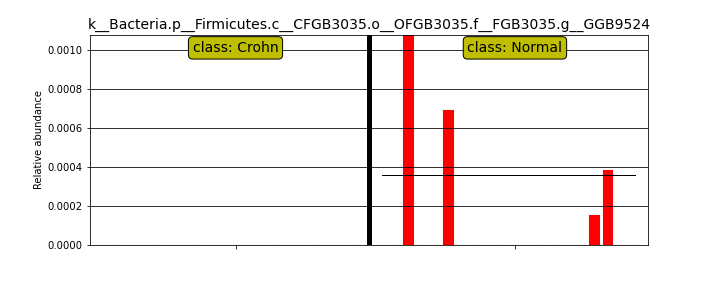 k__Bacteria.p__Firmicutes.c__CFGB3035.o__OFGB3035.f__FGB3035.g__GGB9524
class: Crohn
class: Normal
Relative abundance
0.0010
0.0008
0.0006
0.0004
0.0002
0.0000